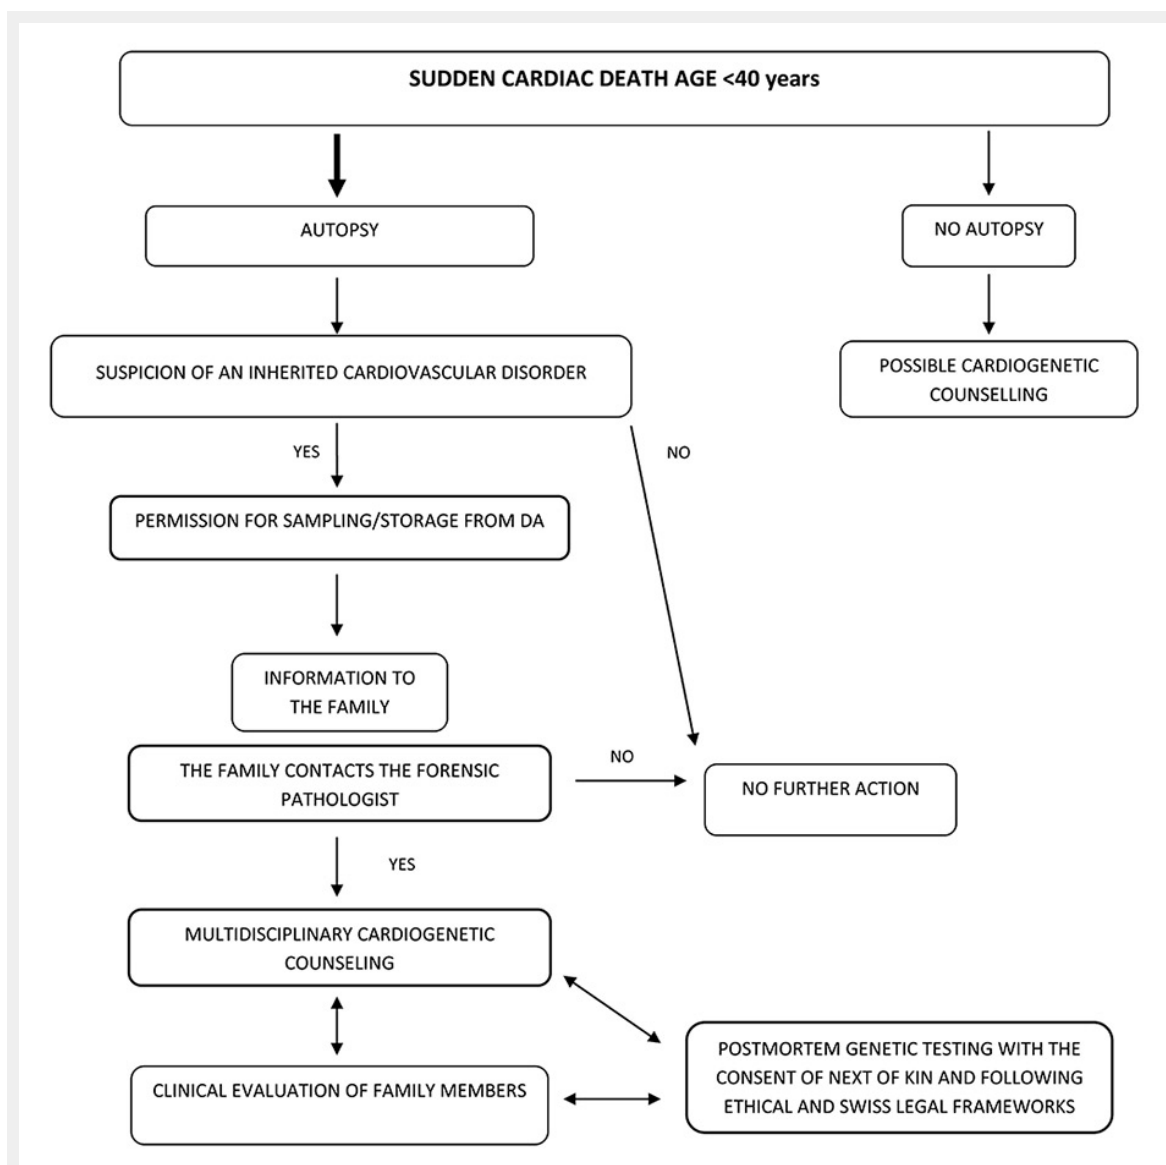 SUDDEN CARDIAC DEATH AGE <40 years
AUTOPSY
NO AUTOPSY
SUSPICION OF AN INHERITED CARDIOVASCULAR DISORDER
POSSIBLE CARDIOGENETIC
COUNSELLING
YES
NO
PERMISSION FOR SAMPLING/STORAGE FROM DA
INFORMATION TO
THE FAMILY
THE FAMILY CONTACTS THE FORENSIC
PATHOLOGIST
NO
NO FURTHER ACTION
YES
MULTIDISCIPLINARY CARDIOGENETIC
COUNSELING
CLINICAL EVALUATION OF FAMILY MEMBERS
POSTMORTEM GENETIC TESTING WITH THE
CONSENT OF NEXT OF KIN AND FOLLOWING
ETHICAL AND SWISS LEGAL FRAMEWORKS